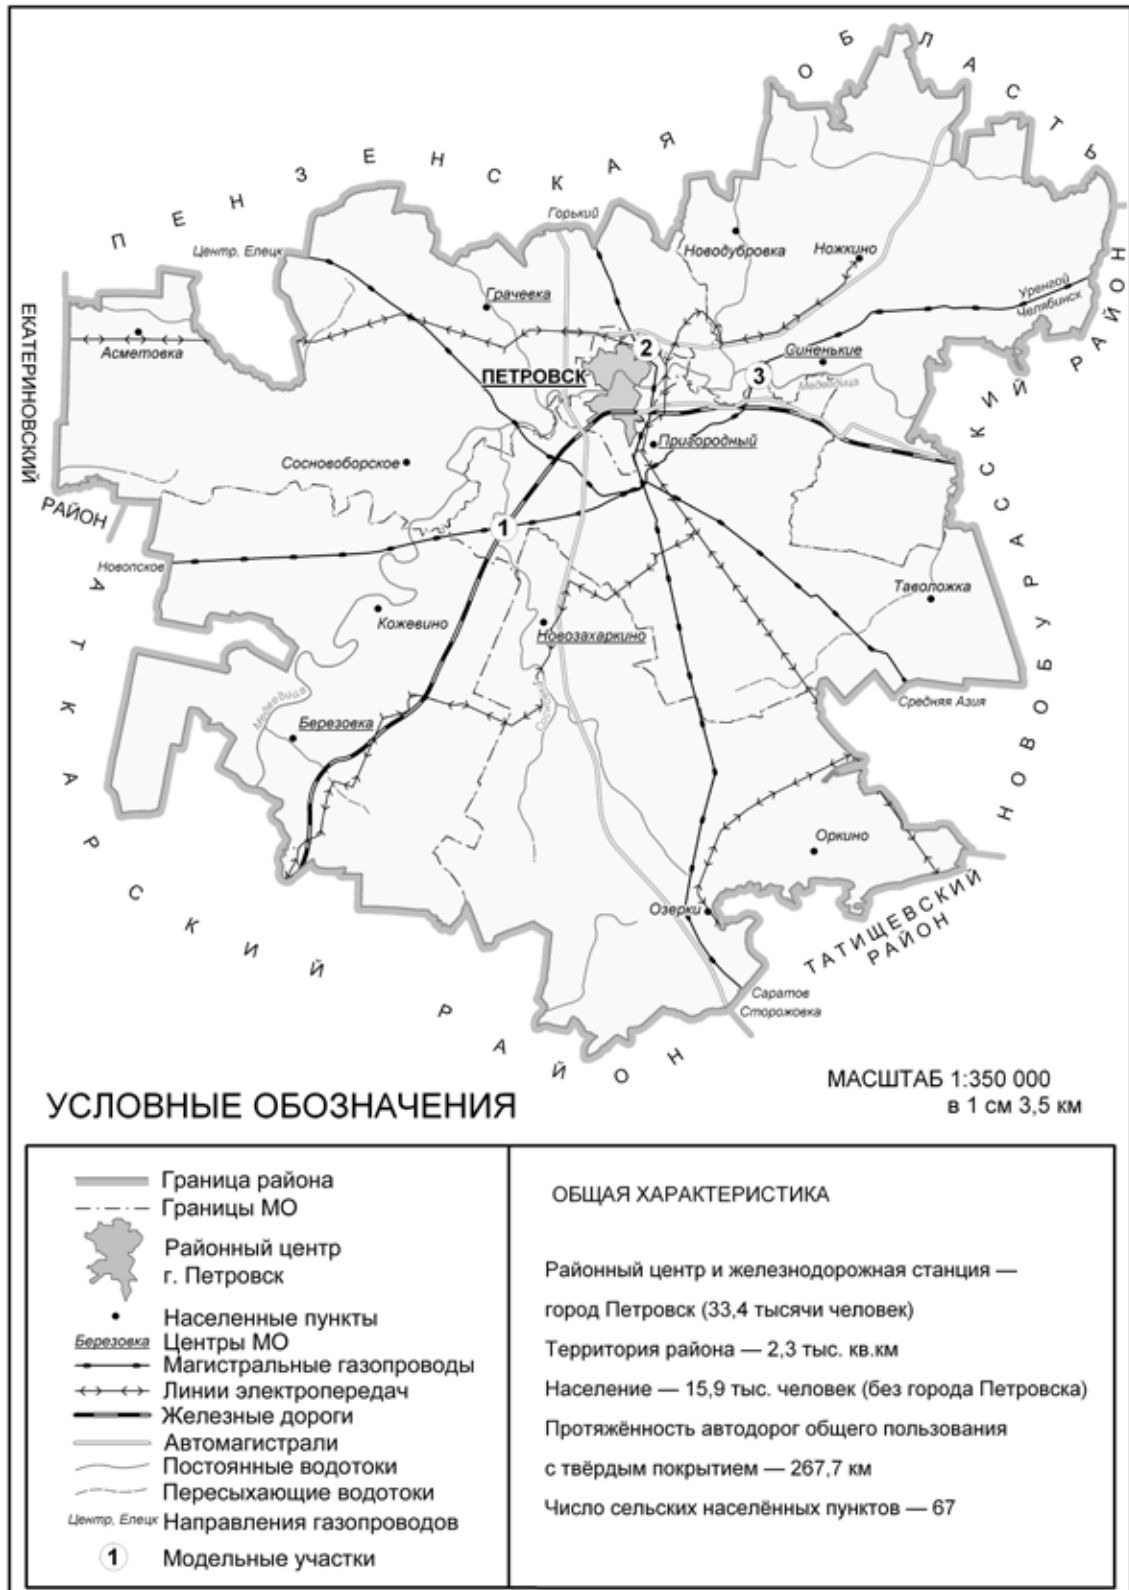 ПЕНЗЕНСКАЯ ОБЛАСТЬ
Горький
Центр, Елецк
Новодубровка
Ножкино
Грачевка
Уренгой
Челябинск
ЕКАТЕРИНОВСКИЙ
РАЙОН
Асметовка
2
Синенькие
ПЕТРОВСК
3
Медведица
НОВОБУРАССКИЙ РАЙОН
Пригородный
Сосновоборское
1
Новопское
Таволожка
Кожевино
Новозахаркино
Средняя Азия
Медведица
Березовка
АТКАРСКИЙ РАЙОН
Оркино
Озерки
ТАТИЩЕВСКИЙ
РАЙОН
Саратов
Сторожовка
МАСШТАБ 1:350 000
в 1 см 3,5 км
УСЛОВНЫЕ ОБОЗНАЧЕНИЯ
Граница района
Границы МО
Районный центр
г. Петровск
Населенные пункты
Березовка Центры МО
Магистральные газопроводы
Линии электропередач
Железные дороги
Автомагистрали
Постоянные водотоки
Пересыхающие водотоки
Центр, Елецк Направления газопроводов
1 Модельные участки
ОБЩАЯ ХАРАКТЕРИСТИКА
Районный центр и железнодорожная станция —
город Петровск (33,4 тысячи человек)
Территория района — 2,3 тыс. кв.км
Население — 15,9 тыс. человек (без города Петровска)
Протяжённость автодорог общего пользования
с твёрдым покрытием — 267,7 км
Число сельских населённых пунктов — 67